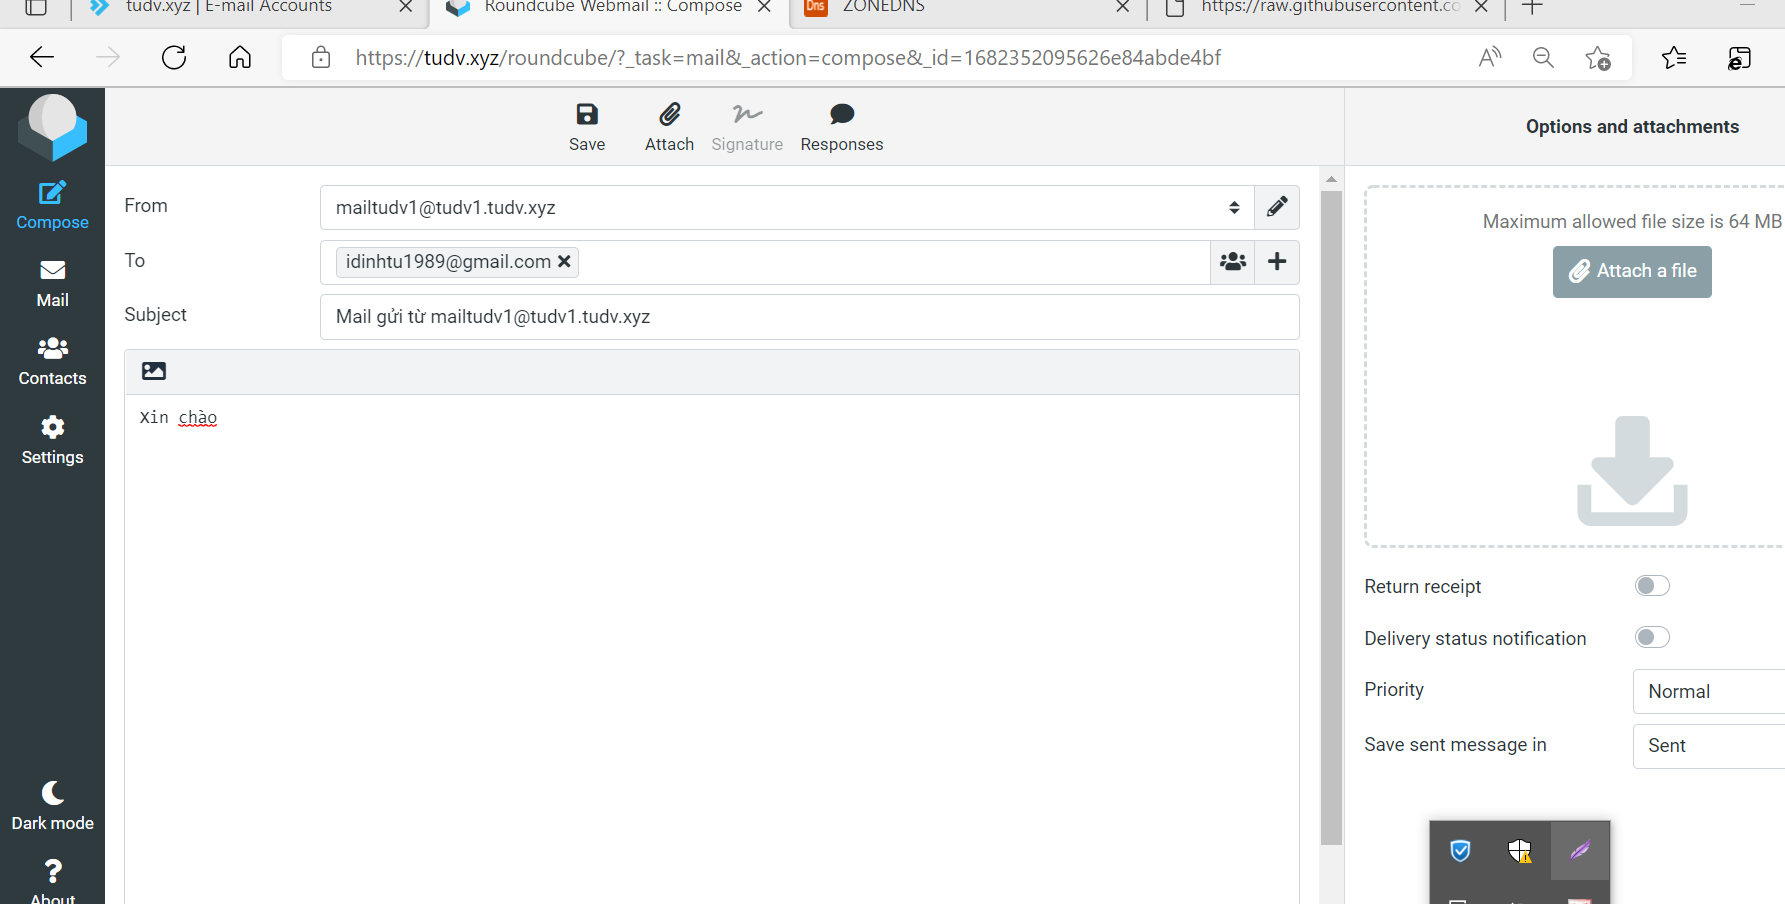 tudv.xyz | E-mail Accounts
Roundcube Webmail :: Compose
Dns ZONEDNS
https://raw.githubusercontent.co
https://tudv.xyz/roundcube/?_task=mail&_action=compose&_id=1682352095626e84abde4bf
Save
Attach
Signature
Responses
Options and attachments
Compose
Mail
Contacts
Settings
Dark mode
About
From
mailtudv1@tudv1.tudv.xyz
To
idinhtu1989@gmail.com
Subject
Mail gửi từ mailtudv1@tudv1.tudv.xyz
Xin chào
Maximum allowed file size is 64 MB
Attach a file
Return receipt
Delivery status notification
Priority
Normal
Save sent message in
Sent